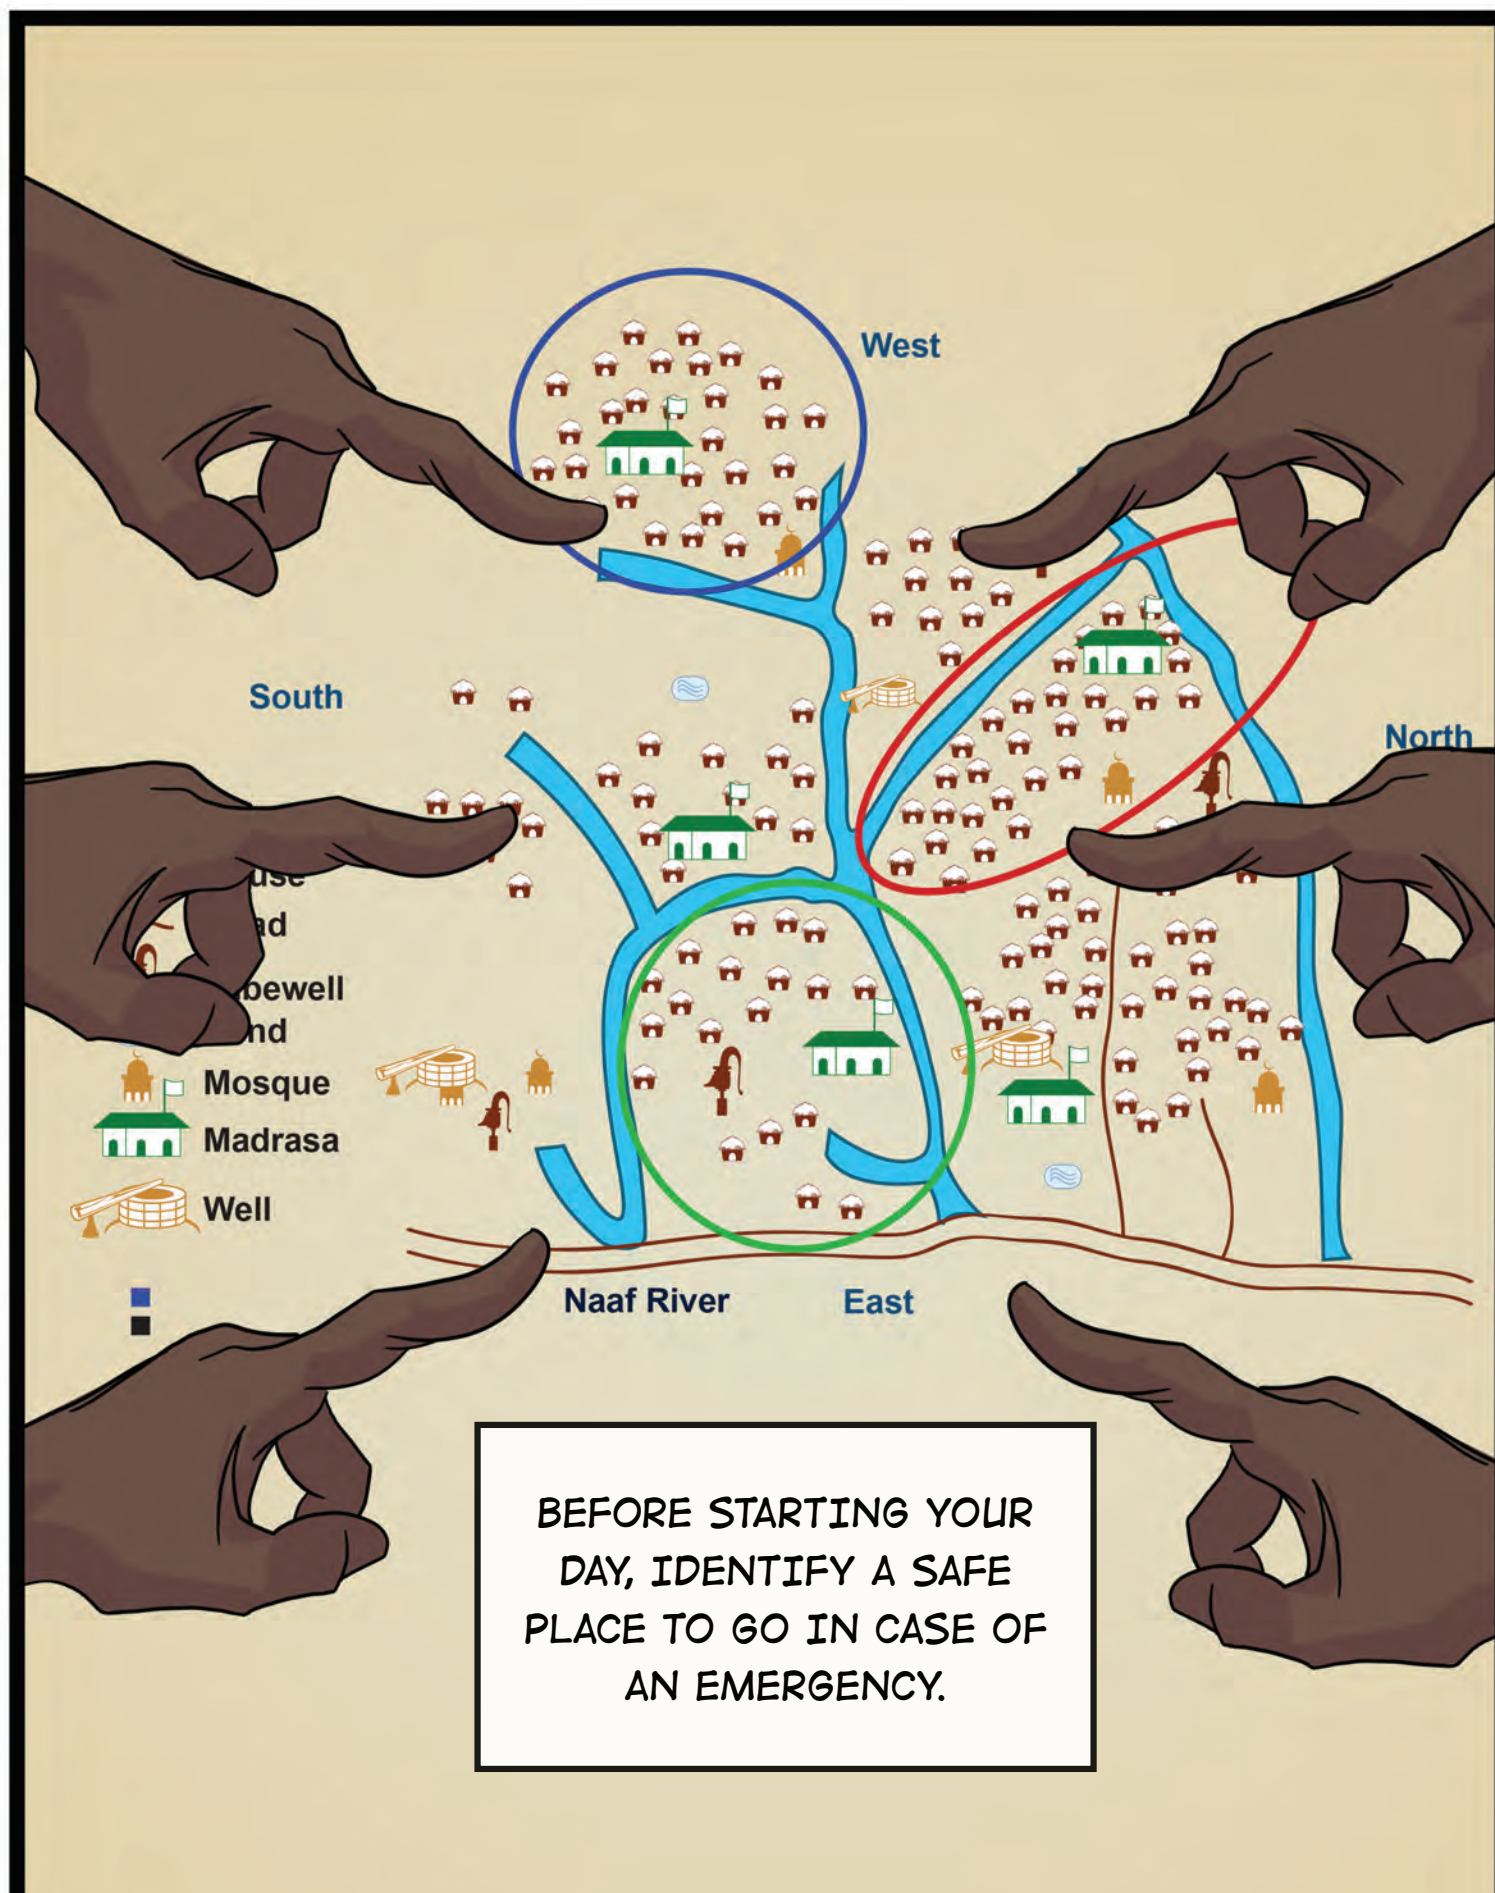 West
South
North
Mosque
Madrasa
Well
Naaf River
East
BEFORE STARTING YOUR
DAY, IDENTIFY A SAFE
PLACE TO GO IN CASE OF
AN EMERGENCY.